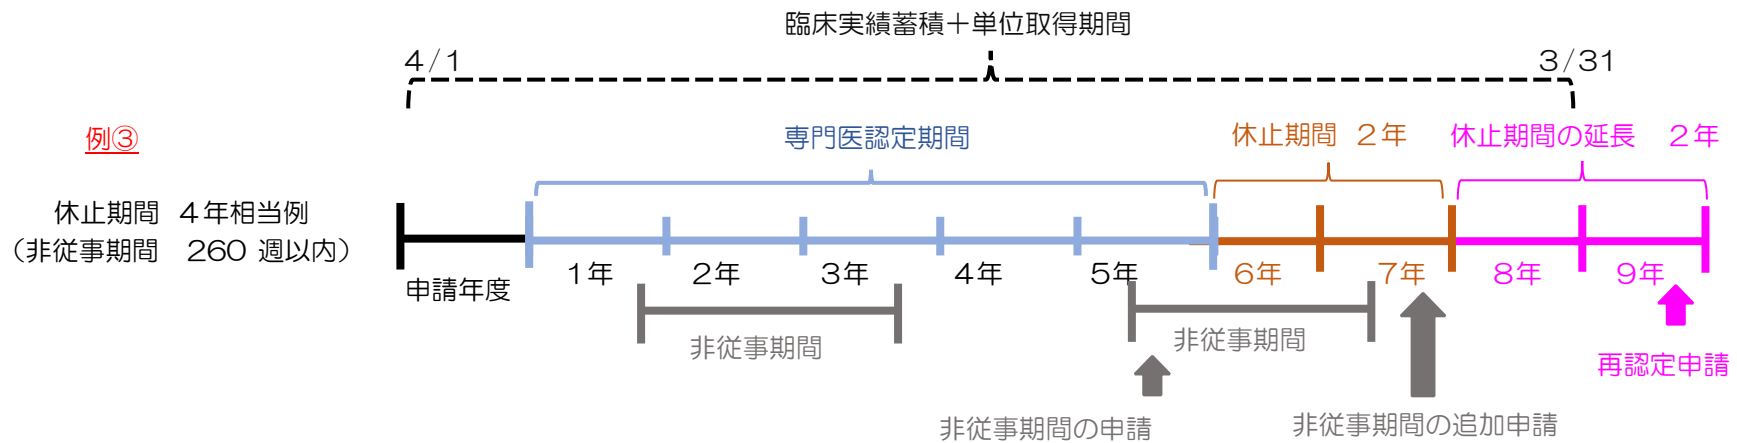 臨床実績蓄積＋単位取得期間
4/1
3/31
例③
専門医認定期間
休止期間 2年
休止期間の延長 2年
休止期間 4年相当例
（非従事期間 260 週以内）
申請年度
1年
2年
3年
4年
5年
6年
7年
8年
9年
非従事期間
非従事期間
再認定申請
非従事期間の申請
非従事期間の追加申請